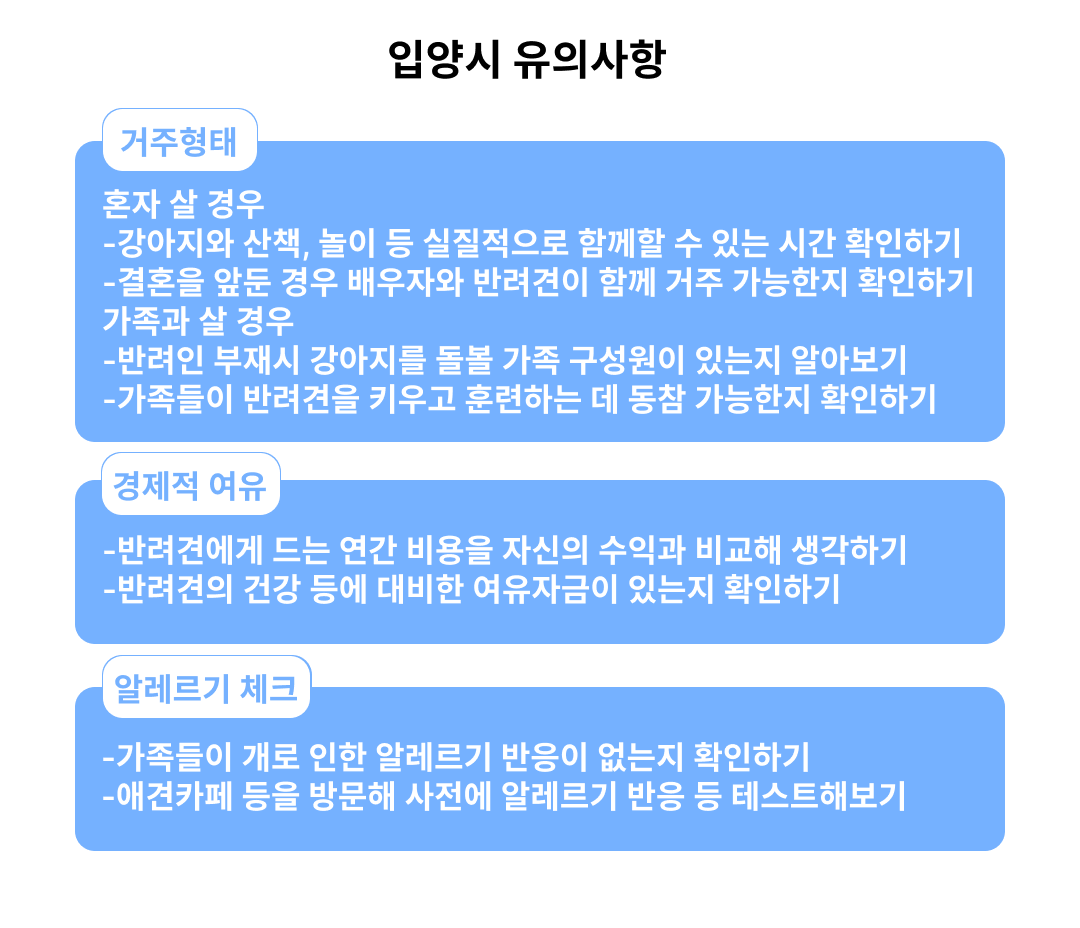 입양시 유의사항
거주형태
혼자 살 경우
-강아지와 산책, 놀이 등 실질적으로 함께할 수 있는 시간 확인하기
-결혼을 앞둔 경우 배우자와 반려견이 함께 거주 가능한지 확인하기
가족과 살 경우
-반려인 부재시 강아지를 돌볼 가족 구성원이 있는지 알아보기
-가족들이 반려견을 키우고 훈련하는 데 동참 가능한지 확인하기
경제적 여유
-반려견에게 드는 연간 비용을 자신의 수익과 비교해 생각하기
-반려견의 건강 등에 대비한 여유자금이 있는지 확인하기
알레르기 체크
-가족들이 개로 인한 알레르기 반응이 없는지 확인하기
-애견카페 등을 방문해 사전에 알레르기 반응 등 테스트해보기